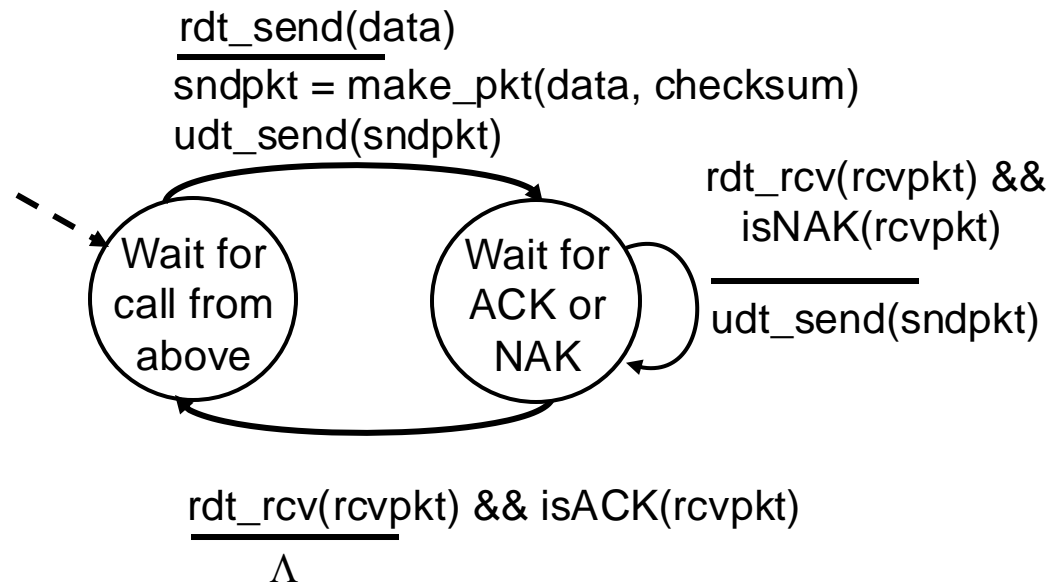 rdt_send(data)
sndpkt = make_pkt(data, checksum)
udt_send(sndpkt)
rdt_rcv(rcvpkt) &&
isNAK(rcvpkt)
udt_send(sndpkt)
Wait for
call from
above
Wait for
ACK or
NAK
rdt_rcv(rcvpkt) && isACK(rcvpkt)
Λ